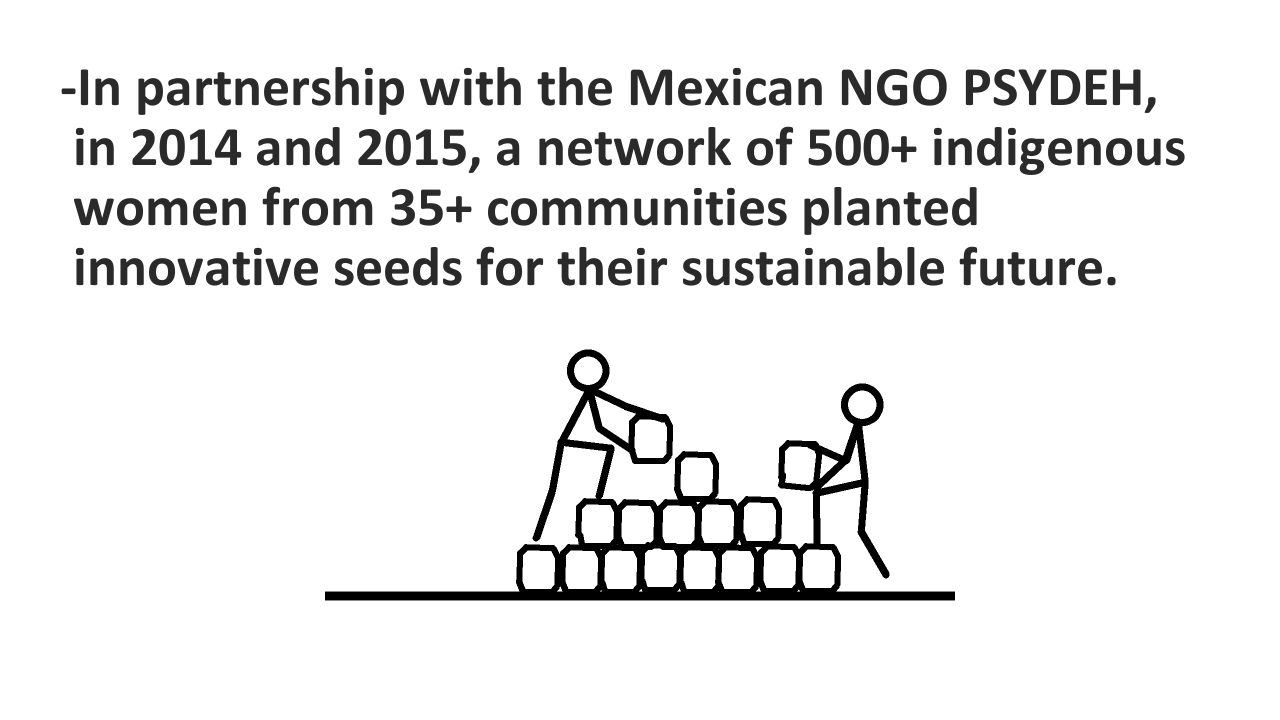 -In partnership with the Mexican NGO PSYDEH,
in 2014 and 2015, a network of 500+ indigenous
women from 35+ communities planted
innovative seeds for their sustainable future.